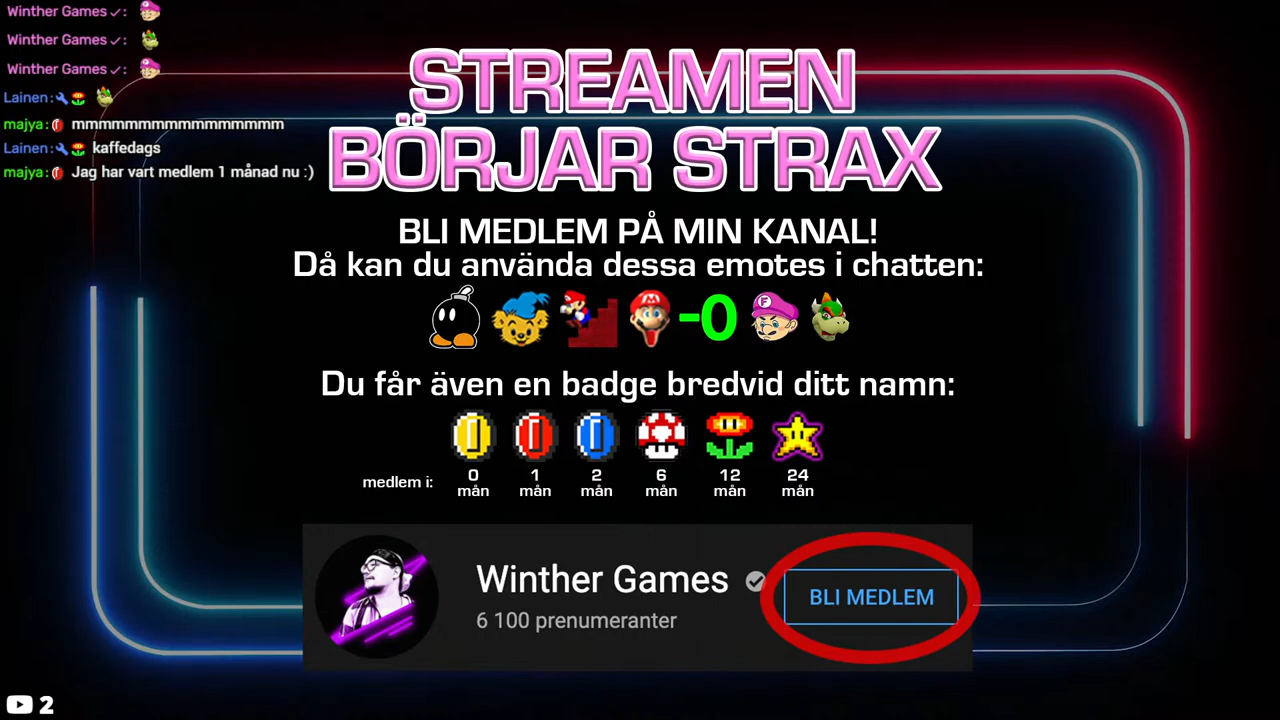 Winther Games ✓:
Winther Games ✓:
Winther Games ✓:
Lainen:
majya: mmmmmmmmmmmmmmmm
Lainen: kaffedags
majya: Jag har vart medlem 1 månad nu :)
STREAMEN
BÖRJAR STRAX
BLI MEDLEM PÅ MIN KANAL!
Då kan du använda dessa emotes i chatten:
-0 F
Du får även en badge bredvid ditt namn:
medlem i: 0 mån 1 mån 2 mån 6 mån 12 mån 24 mån
Winther Games
6 100 prenumeranter
BLI MEDLEM
2